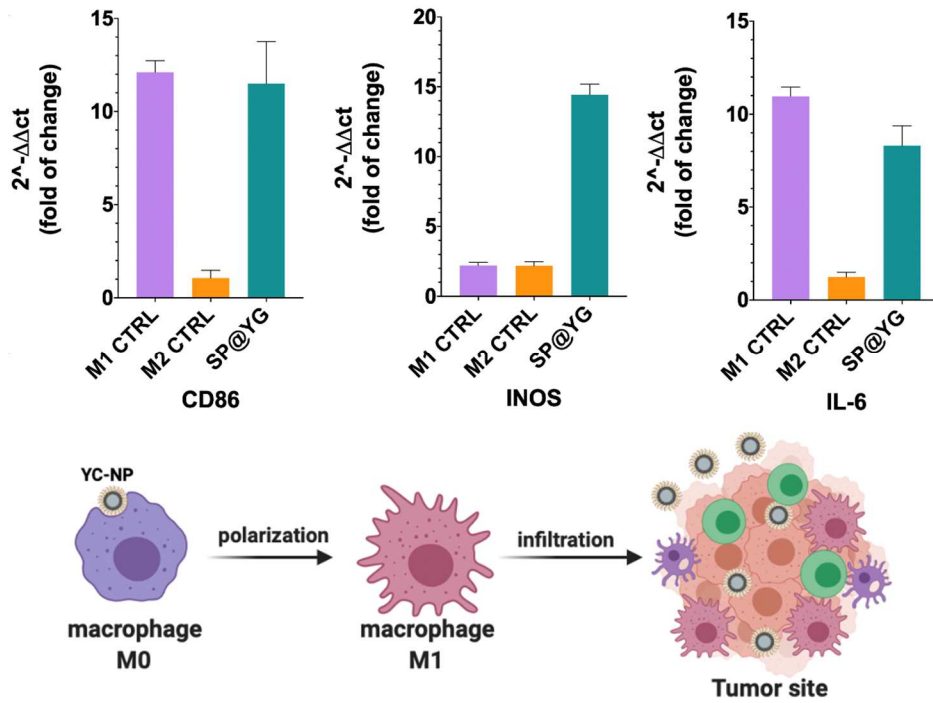 2^-ΔΔct
(fold of change)
15
10
5
0
M1 CTRL
M2 CTRL
SP@YG
CD86
2^-ΔΔct
(fold of change)
20
15
10
5
0
M1 CTRL
M2 CTRL
SP@YG
INOS
2^-ΔΔct
(fold of change)
15
10
5
0
M1 CTRL
M2 CTRL
SP@YG
IL-6
YC-NP
polarization
infiltration
macrophage
M0
macrophage
M1
Tumor site